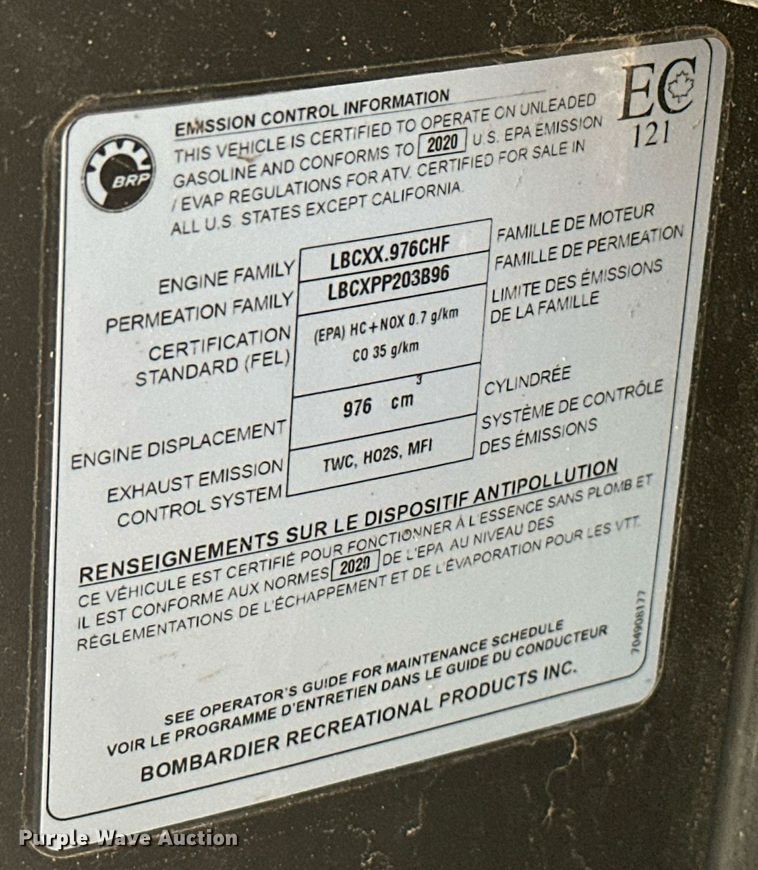 BRP
EMISSION CONTROL INFORMATION
THIS VEHICLE IS CERTIFIED TO OPERATE ON UNLEADED
GASOLINE AND CONFORMS TO 2020 U.S. EPA EMISSION
/ EVAP REGULATIONS FOR ATV. CERTIFIED FOR SALE IN
ALL U.S. STATES EXCEPT CALIFORNIA.
EC
121
ENGINE FAMILY LBCXX.976CHF FAMILLE DE MOTEUR
PERMEATION FAMILY LBCXPP203B96 FAMILLE DE PERMEATION
CERTIFICATION (EPA) HC+NOX 0.7 g/km LIMITE DES ÉMISSIONS
STANDARD (FEL) CO 35 g/km DE LA FAMILLE
ENGINE DISPLACEMENT 976 cm³ CYLINDRÉE
EXHAUST EMISSION TWC, HO2S, MFI SYSTÈME DE CONTRÔLE
CONTROL SYSTEM DES ÉMISSIONS
RENSEIGNEMENTS SUR LE DISPOSITIF ANTIPOLLUTION
CE VÉHICULE EST CERTIFIÉ POUR FONCTIONNER À L'ESSENCE SANS PLOMB ET
IL EST CONFORME AUX NORMES 2020 DE L'EPA AU NIVEAU DES
RÉGLEMENTATIONS DE L'ÉCHAPPEMENT ET DE L'ÉVAPORATION POUR LES VTT.
704908177
SEE OPERATOR'S GUIDE FOR MAINTENANCE SCHEDULE
VOIR LE PROGRAMME D'ENTRETIEN DANS LE GUIDE DU CONDUCTEUR
BOMBARDIER RECREATIONAL PRODUCTS INC.
Purple Wave Auction